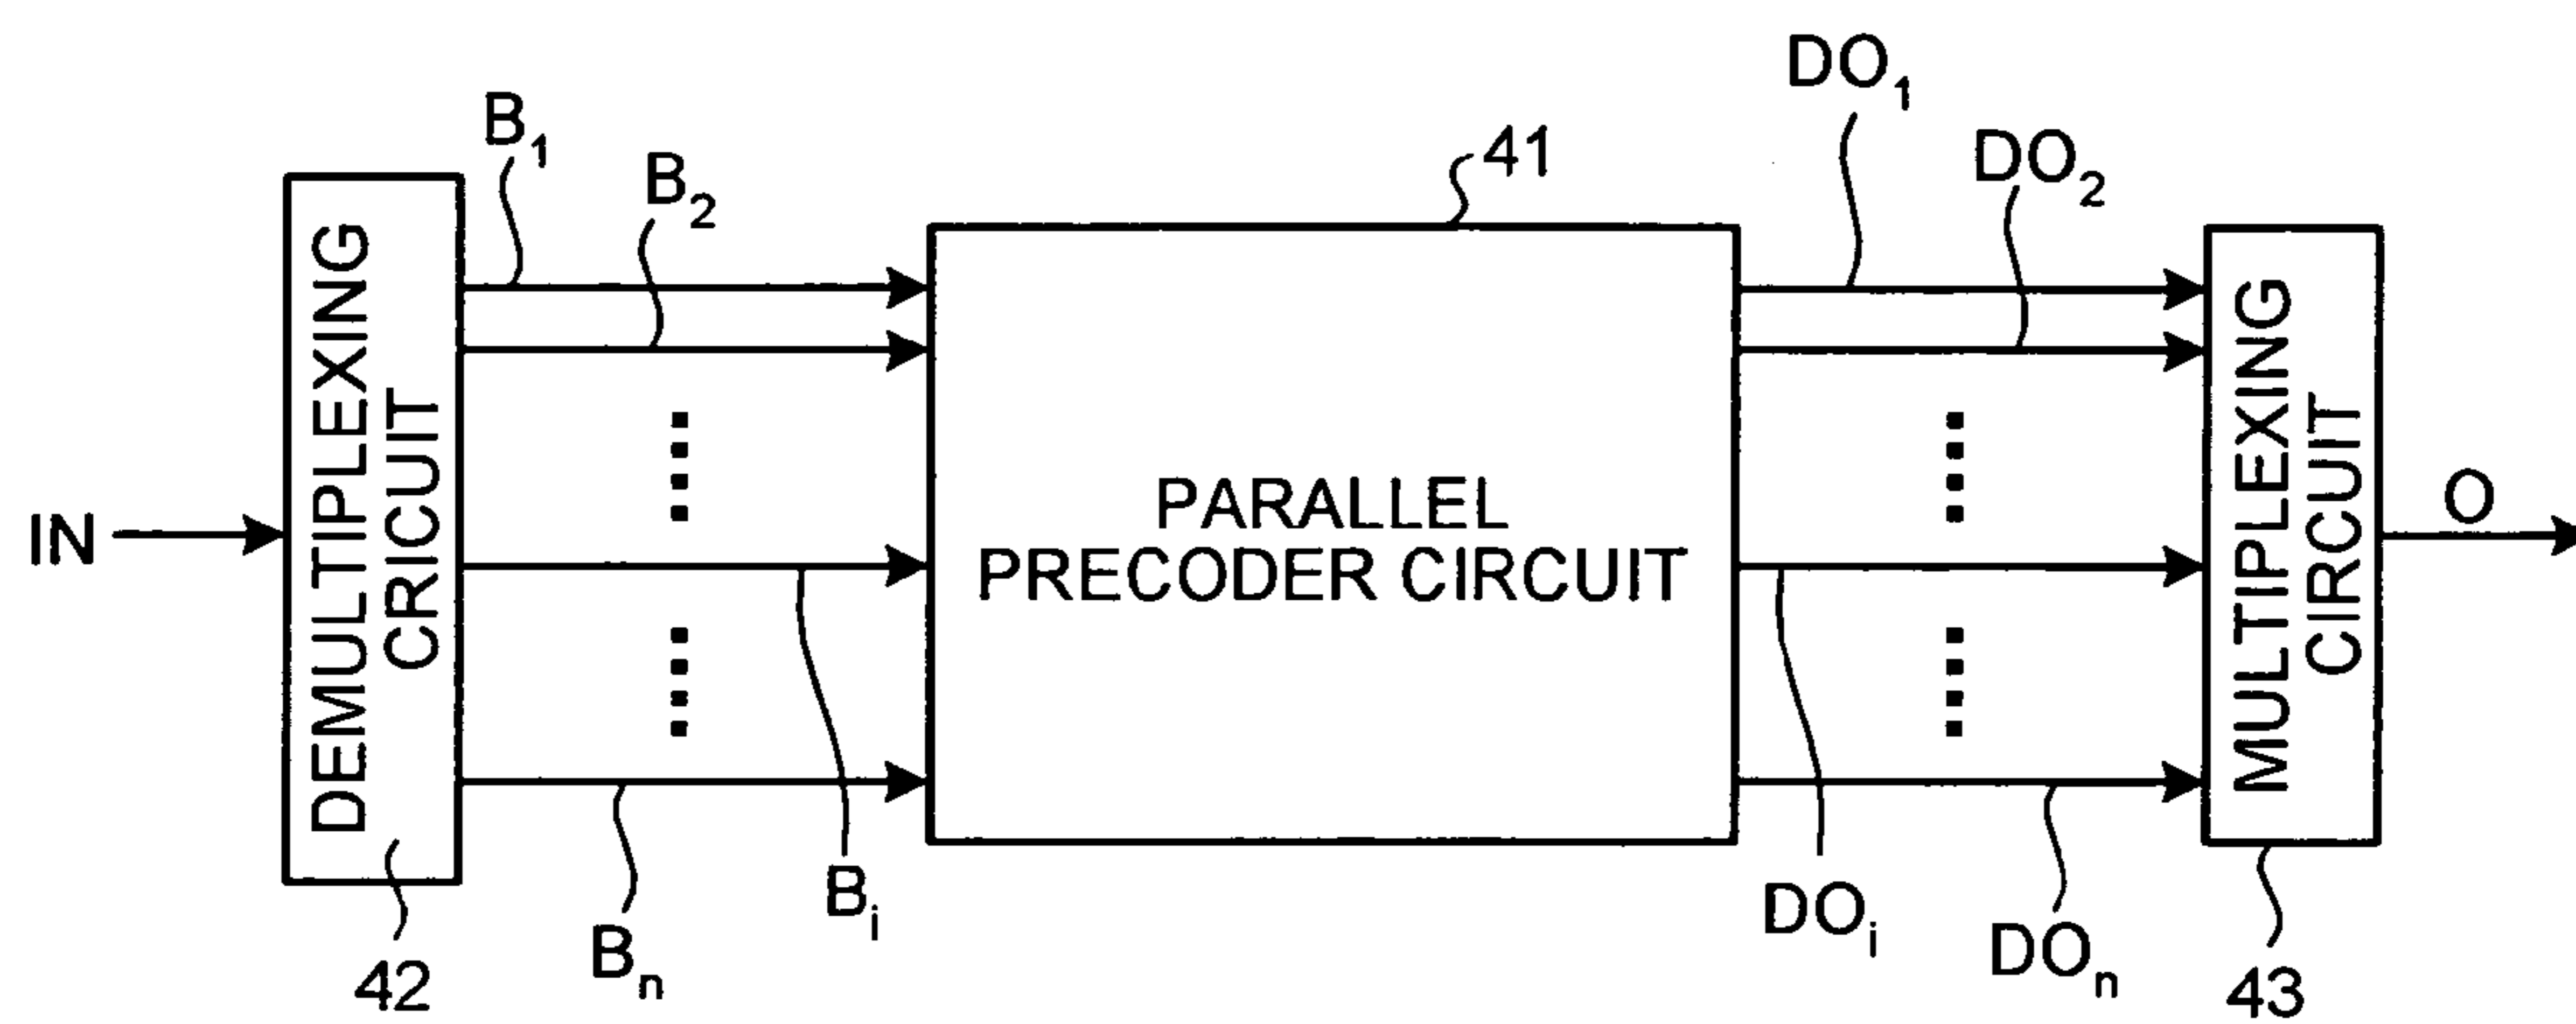 IN
DEMULTIPLEXING
CRICUIT
42
B1
B2
Bi
Bn
41
PARALLEL
PRECODER CIRCUIT
DO1
DO2
DOi
DOn
MULTIPLEXING
CIRCUIT
43
O